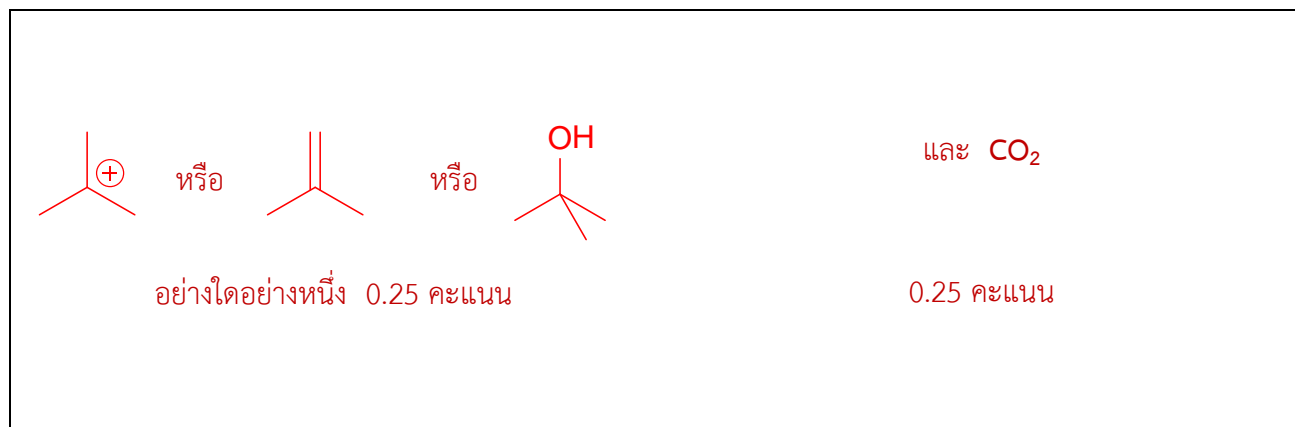 OH
หรือ
หรือ
และ CO₂
อย่างใดอย่างหนึ่ง 0.25 คะแนน
0.25 คะแนน